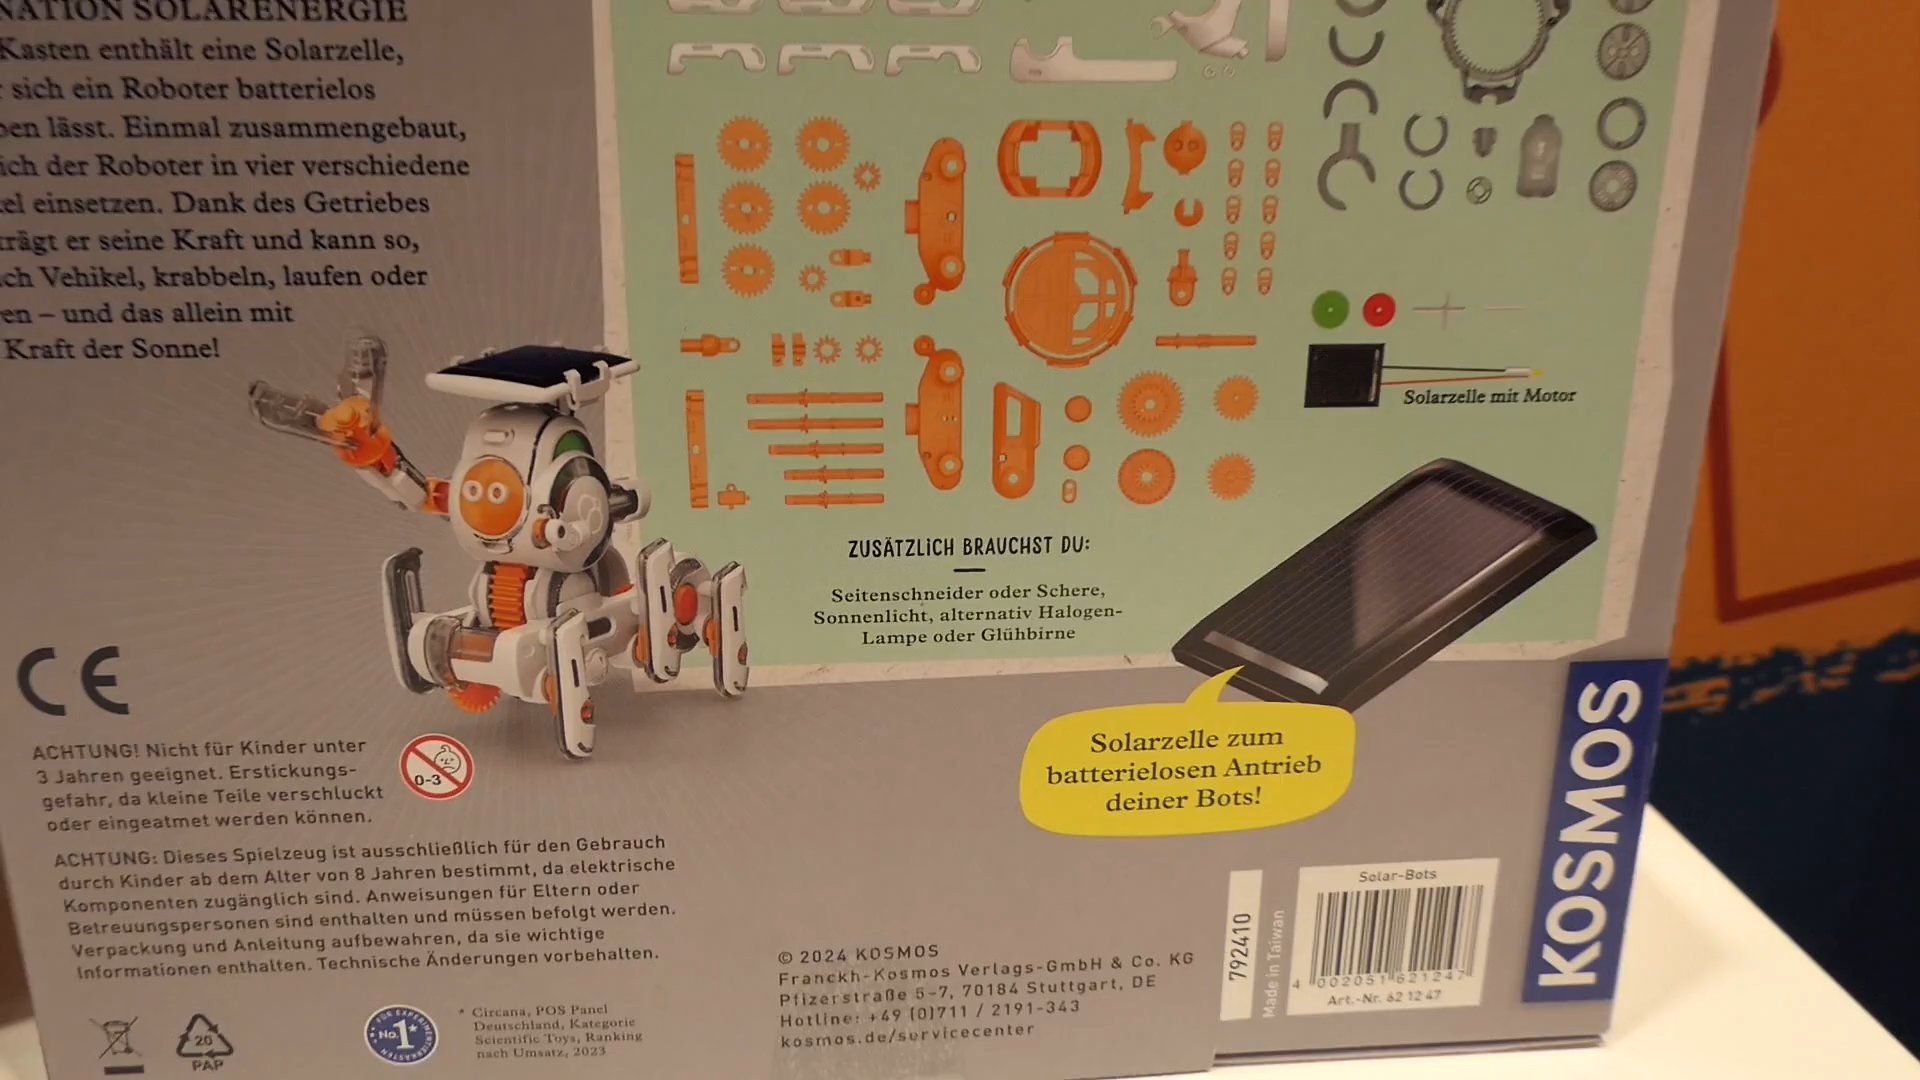 NATION SOLARENERGIE
Kasten enthält eine Solarzelle,
sich ein Roboter batterielos
ben lässt. Einmal zusammengebaut,
ich der Roboter in vier verschiedene
el einsetzen. Dank des Getriebes
trägt er seine Kraft und kann so,
ch Vehikel, krabbeln, laufen oder
en – und das allein mit
Kraft der Sonne!
Solarzelle mit Motor
ZUSÄTZLICH BRAUCHST DU:
Seitenschneider oder Schere,
Sonnenlicht, alternativ Halogen-
Lampe oder Glühbirne
Solarzelle zum
batterielosen Antrieb
deiner Bots!
CE
ACHTUNG! Nicht für Kinder unter
3 Jahren geeignet. Erstickungs-
gefahr, da kleine Teile verschluckt
oder eingeatmet werden können.
0-3
ACHTUNG: Dieses Spielzeug ist ausschließlich für den Gebrauch
durch Kinder ab dem Alter von 8 Jahren bestimmt, da elektrische
Komponenten zugänglich sind. Anweisungen für Eltern oder
Betreuungspersonen sind enthalten und müssen befolgt werden.
Verpackung und Anleitung aufbewahren, da sie wichtige
Informationen enthalten. Technische Änderungen vorbehalten.
20
PAP
FÜR EXPERIMENTIERKÄSTEN
No. 1*
* Circana, POS Panel
Deutschland, Kategorie
Scientific Toys, Ranking
nach Umsatz, 2023
© 2024 KOSMOS
Franckh-Kosmos Verlags-GmbH & Co. KG
Pfizerstraße 5-7, 70184 Stuttgart, DE
Hotline: +49 (0)711 / 2191-343
kosmos.de/servicecenter
792410
Made in Taiwan
Solar-Bots
4 002051 621247
Art.-Nr. 62 12 47
KOSMOS